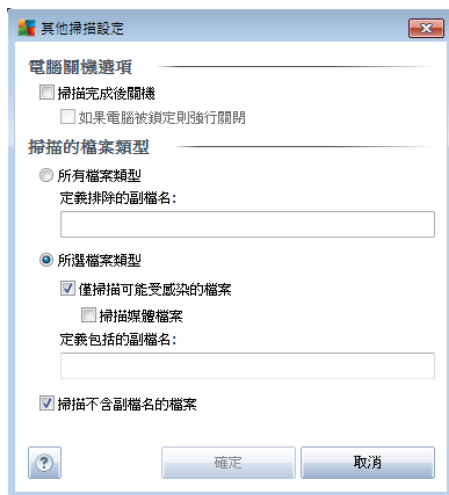 其他掃描設定
電腦關機選項
掃描完成後關機
如果電腦被鎖定則強行關閉
掃描的檔案類型
所有檔案類型
定義排除的副檔名:
所選檔案類型
僅掃描可能受感染的檔案
掃描媒體檔案
定義包括的副檔名:
掃描不含副檔名的檔案
? 確定 取消